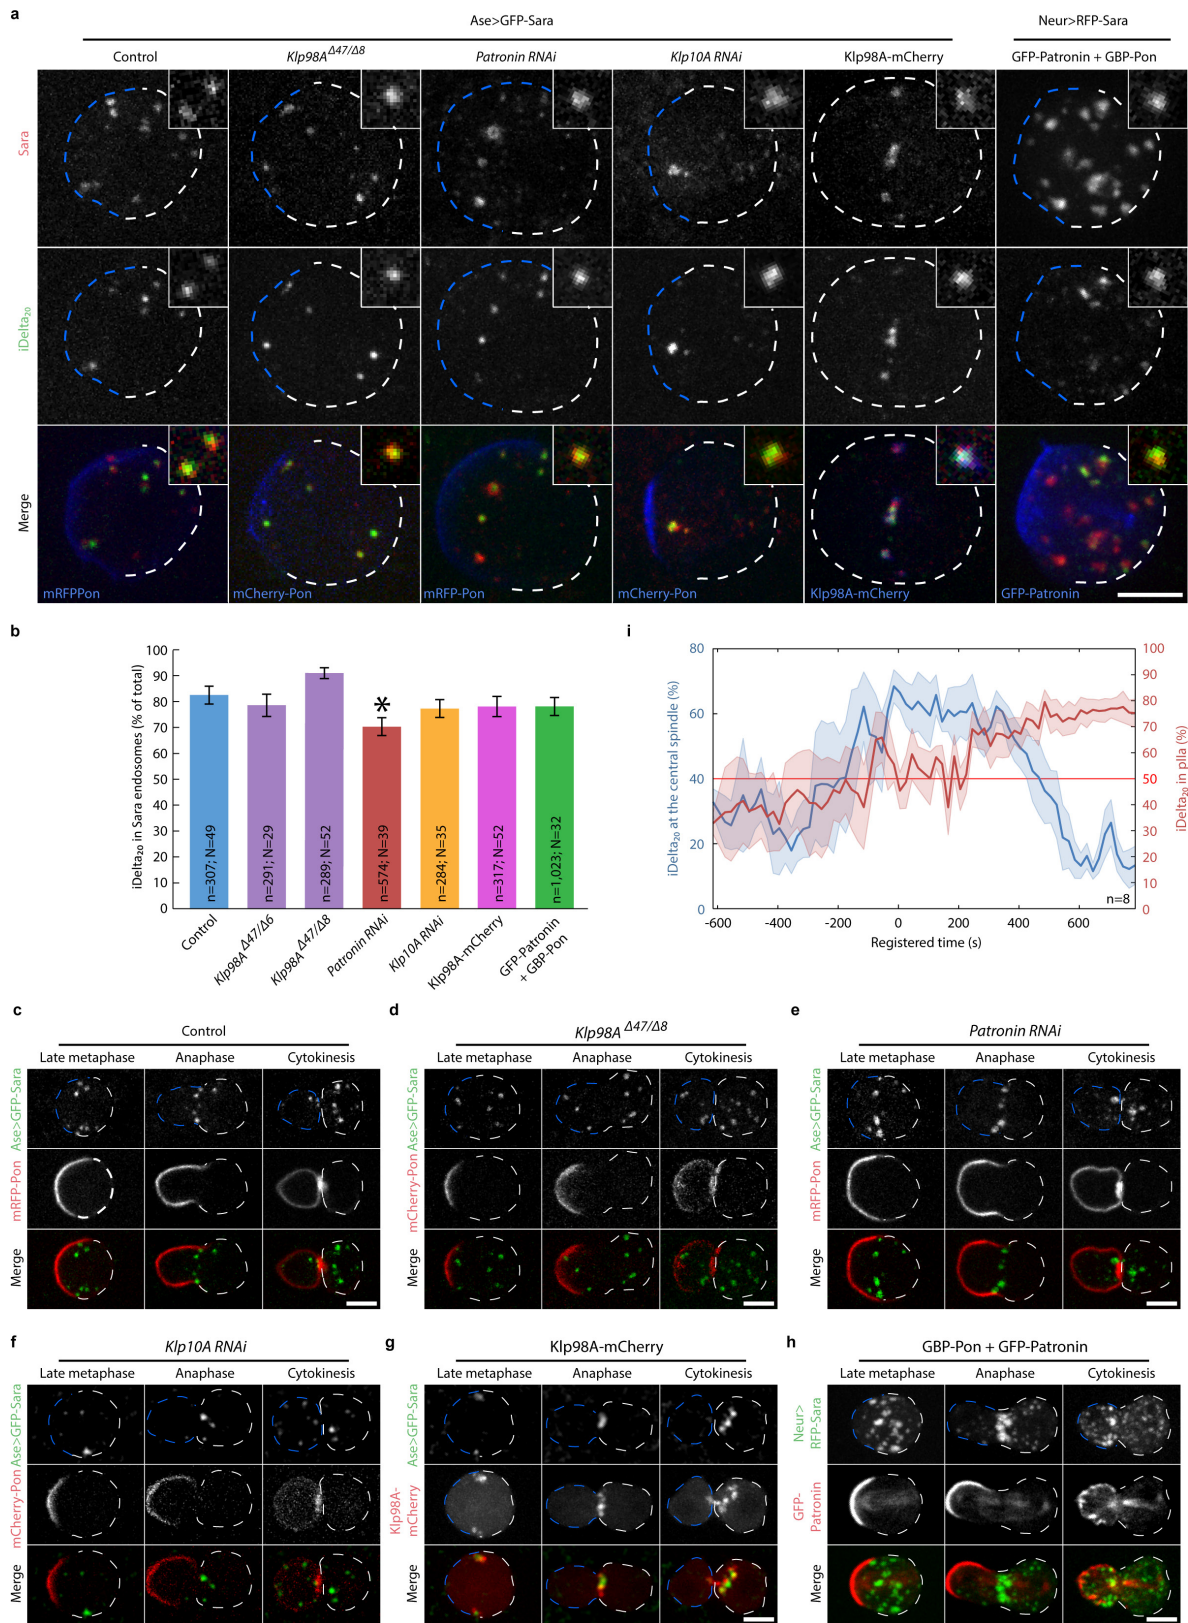 a
Ase>GFP-Sara
Neur>RFP-Sara
Control
Klp98A Δ47/Δ8
Patronin RNAi
Klp10A RNAi
Klp98A-mCherry
GFP-Patronin + GBP-Pon
Sara
iDelta20
Merge
mRFPPon
mCherry-Pon
mRFP-Pon
mCherry-Pon
Klp98A-mCherry
GFP-Patronin
b
iDelta20 in Sara endosomes (% of total)
100
90
80
70
60
50
40
30
20
10
0
n=307; N=49
n=291; N=29
n=289; N=52
n=574; N=39
n=284; N=35
n=317; N=52
n=1,023; N=32
*
Control
Klp98A Δ47/Δ6
Klp98A Δ47/Δ8
Patronin RNAi
Klp10A RNAi
Klp98A-mCherry
GFP-Patronin
+ GBP-Pon
i
iDelta20 at the central spindle (%)
80
60
40
20
0
100
90
80
70
60
50
40
30
20
10
0
iDelta20 in pIIa (%)
n=8
-600
-400
-200
0
200
400
600
Registered time (s)
c
Control
Late metaphase
Anaphase
Cytokinesis
Ase>GFP-Sara
mRFP-Pon
Merge
d
Klp98A Δ47/Δ8
Late metaphase
Anaphase
Cytokinesis
Ase>GFP-Sara
mCherry-Pon
Merge
e
Patronin RNAi
Late metaphase
Anaphase
Cytokinesis
Ase>GFP-Sara
mRFP-Pon
Merge
f
Klp10A RNAi
Late metaphase
Anaphase
Cytokinesis
Ase>GFP-Sara
mCherry-Pon
Merge
g
Klp98A-mCherry
Late metaphase
Anaphase
Cytokinesis
Ase>GFP-Sara
Klp98A-
mCherry
Merge
h
GBP-Pon + GFP-Patronin
Late metaphase
Anaphase
Cytokinesis
Neur>
RFP-Sara
GFP-
Patronin
Merge